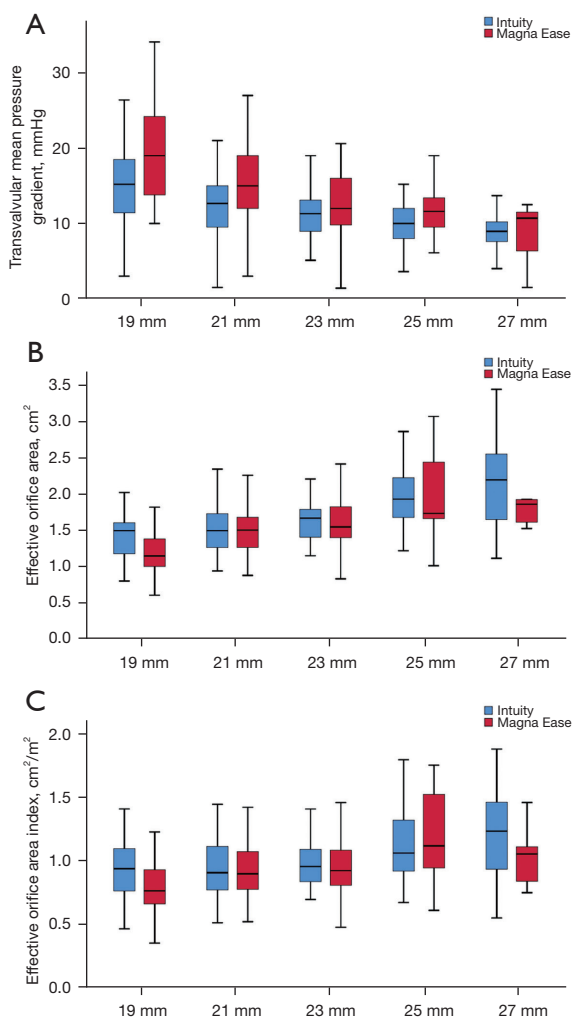 A
Intuity
Magna Ease
Transvalvular mean pressure
gradient, mmHg
30
20
10
0
19 mm 21 mm 23 mm 25 mm 27 mm
B
Intuity
Magna Ease
Effective orifice area, cm²
3.5
3.0
2.5
2.0
1.5
1.0
0.5
0.0
19 mm 21 mm 23 mm 25 mm 27 mm
C
Intuity
Magna Ease
Effective orifice area index, cm²/m²
2.0
1.5
1.0
0.5
0.0
19 mm 21 mm 23 mm 25 mm 27 mm